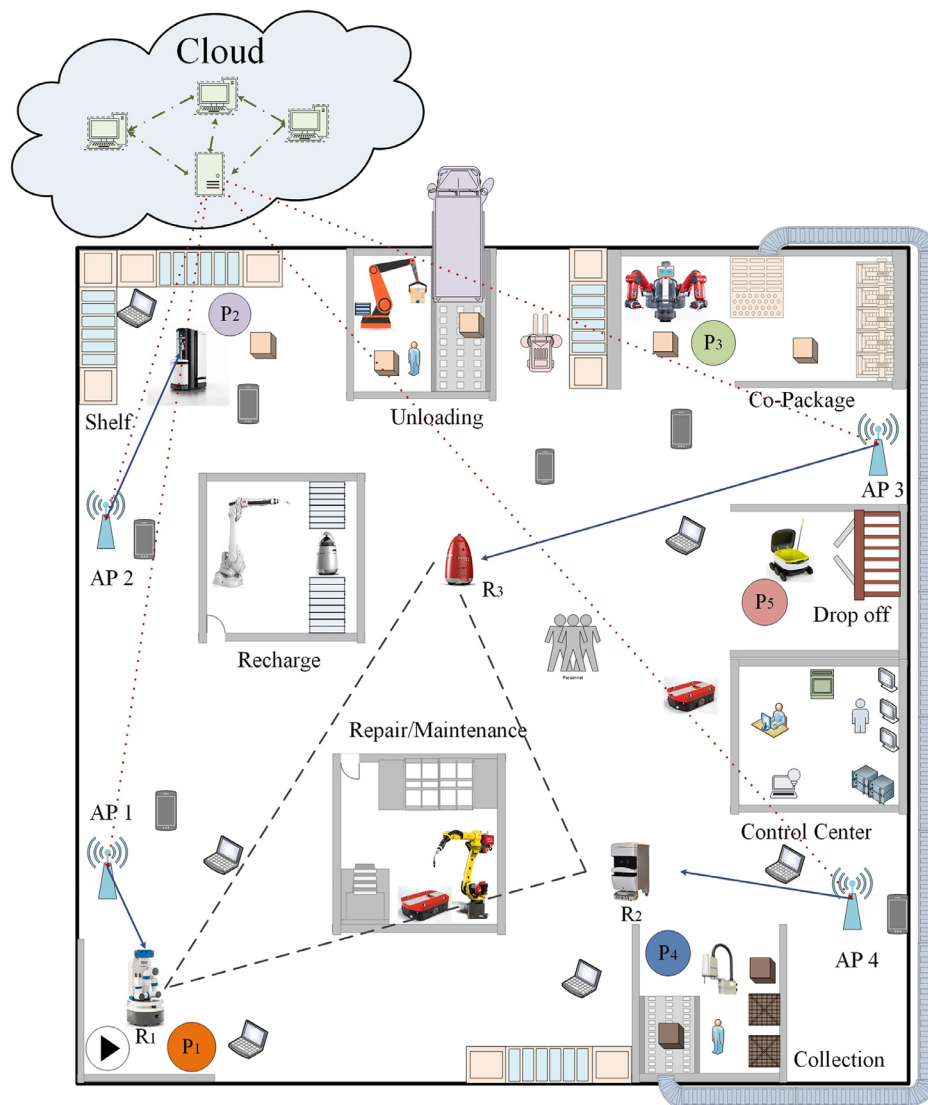 Cloud
P2
P3
Shelf
Unloading
Co-Package
AP 3
AP 2
R3
P5
Drop off
Recharge
Personnel
Repair/Maintenance
AP 1
Control Center
R2
P4
AP 4
R1
P1
Collection